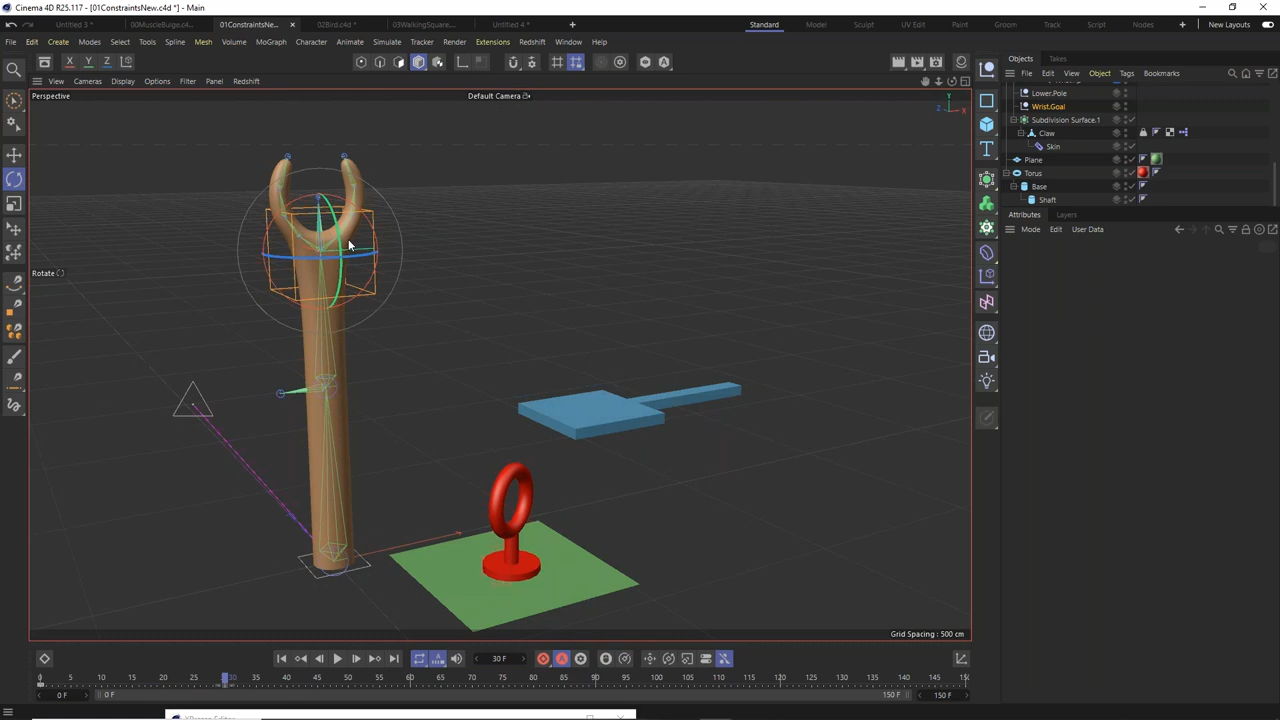 Cinema 4D R25.117 - [01ConstraintsNew.c4d *] - Main
Untitled 3 *
00MuscleBulge.c4...
01ConstraintsNe...
02Bird.c4d *
03WalkingSquare....
Untitled 4 *
Standard
Model
Sculpt
UV Edit
Paint
Groom
Track
Script
Nodes
New Layouts
File Edit Create Modes Select Tools Spline Mesh Volume MoGraph Character Animate Simulate Tracker Render Extensions Redshift Window Help
X Y Z
View Cameras Display Options Filter Panel Redshift
Perspective
Default Camera
Y
Z X
Rotate
Grid Spacing : 500 cm
Objects Takes
File Edit View Object Tags Bookmarks
Lower.Pole
Wrist.Goal
Subdivision Surface.1
Claw
Skin
Plane
Torus
Base
Shaft
Attributes Layers
Mode Edit User Data
30 F
0 5 10 15 20 25 30 35 40 45 50 55 60 65 70 75 80 85 90 95 100 105 110 115 120 125 130 135 140 145 15
0 F
0 F
150 F
150 F